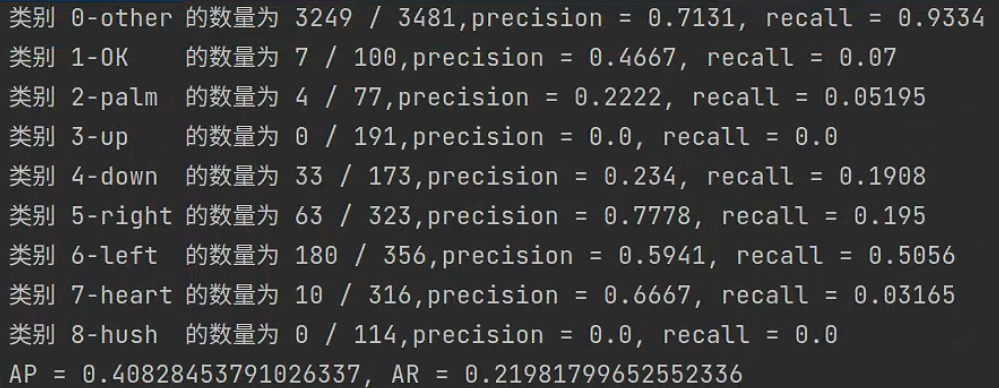 类别 0-other 的数量为 3249 / 3481,precision = 0.7131, recall = 0.9334
类别 1-OK    的数量为 7 / 100,precision = 0.4667, recall = 0.07
类别 2-palm  的数量为 4 / 77,precision = 0.2222, recall = 0.05195
类别 3-up    的数量为 0 / 191,precision = 0.0, recall = 0.0
类别 4-down  的数量为 33 / 173,precision = 0.234, recall = 0.1908
类别 5-right 的数量为 63 / 323,precision = 0.7778, recall = 0.195
类别 6-left  的数量为 180 / 356,precision = 0.5941, recall = 0.5056
类别 7-heart 的数量为 10 / 316,precision = 0.6667, recall = 0.03165
类别 8-hush  的数量为 0 / 114,precision = 0.0, recall = 0.0
AP = 0.40828453791026337, AR = 0.21981799652552336